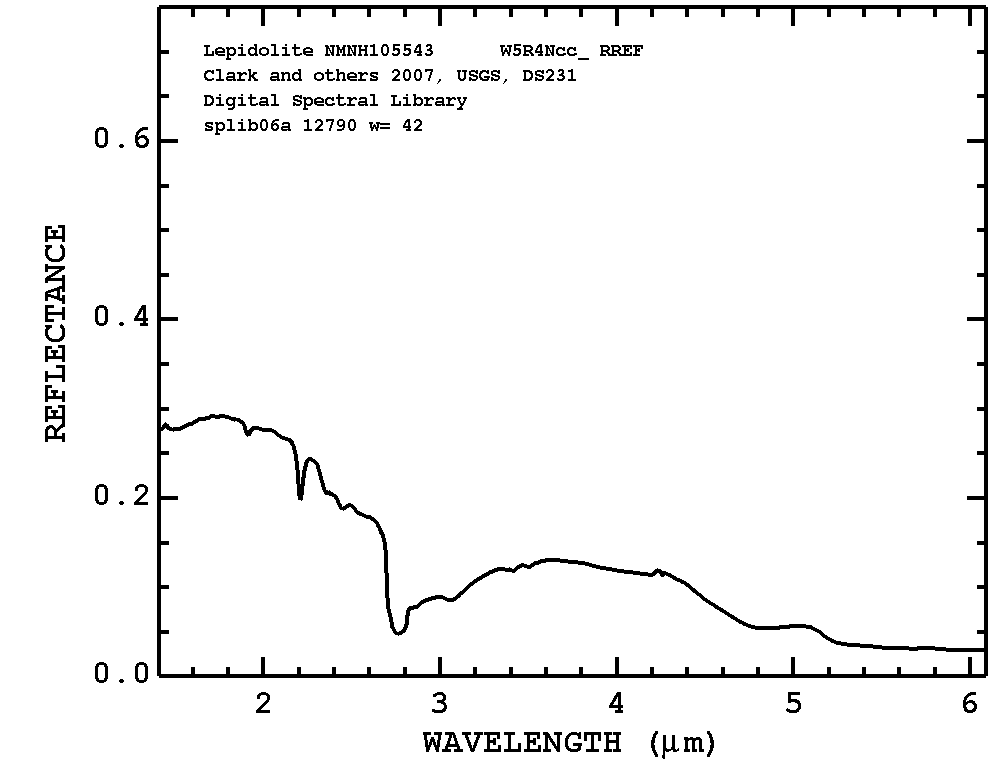 Lepidolite NMNH105543 W5R4Ncc_ RREF
Clark and others 2007, USGS, DS231
Digital Spectral Library
splib06a 12790 w= 42
REFLECTANCE
0.6
0.4
0.2
0.0
2 3 4 5 6
WAVELENGTH (μm)